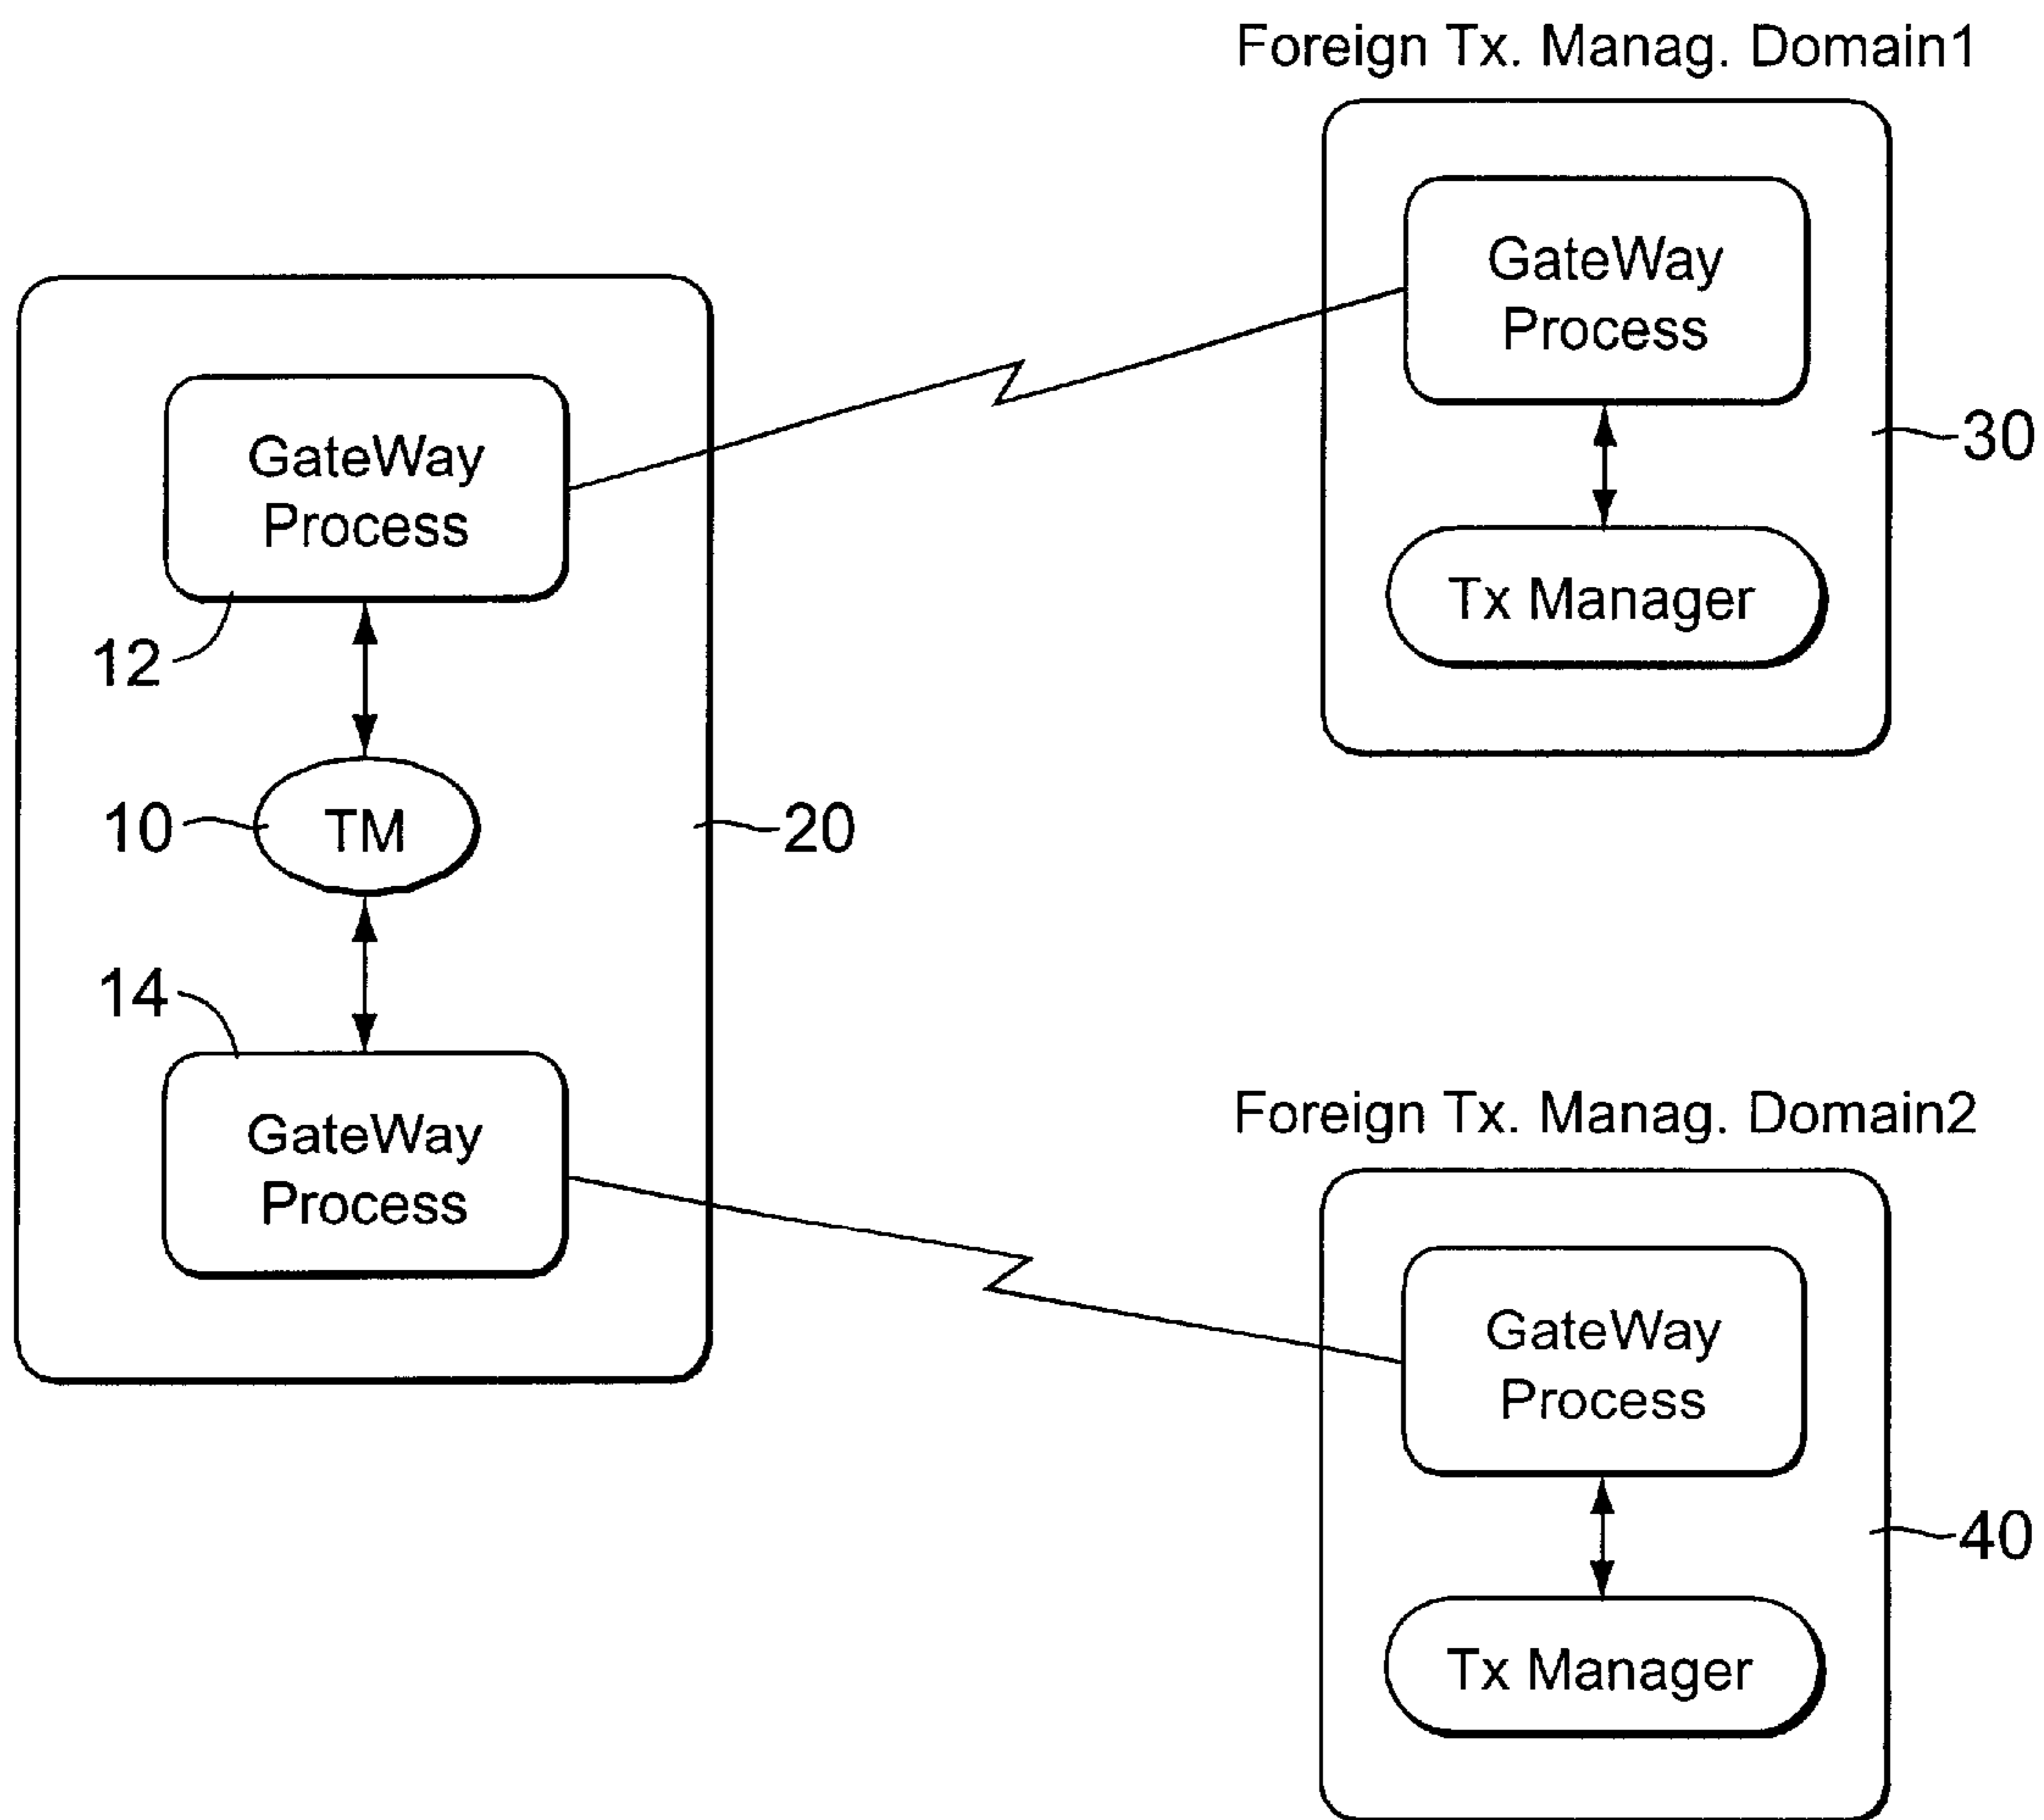 Foreign Tx. Manag. Domain1
GateWay
Process
30
Tx Manager
GateWay
Process
12
10
TM
20
14
GateWay
Process
Foreign Tx. Manag. Domain2
GateWay
Process
40
Tx Manager